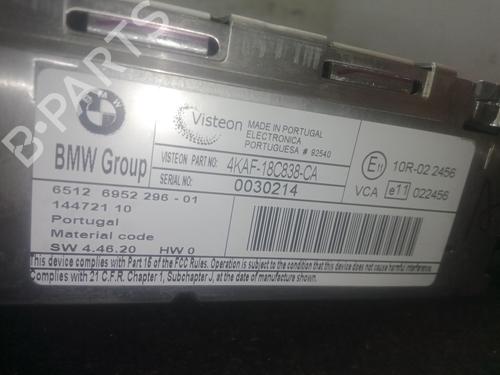 B-PARTS
BMW
Visteon
MADE IN PORTUGAL
ELECTRONICA
PORTUGUESA # 92540
BMW Group
VISTEON PART NO: 4KAF-18C838-CA
SERIAL NO: 0030214
E11 10R-02 2456
VCA e11 022456
6512 6952 296 - 01
144721 10
Portugal
Material code
SW 4.46.20 HW 0
This device complies with Part 15 of the FCC Rules. Operation is subject to the condition that this device does not cause harmful
Complies with 21 C.F.R. Chapter 1, Subchapter J, at the date of manufacture shown.